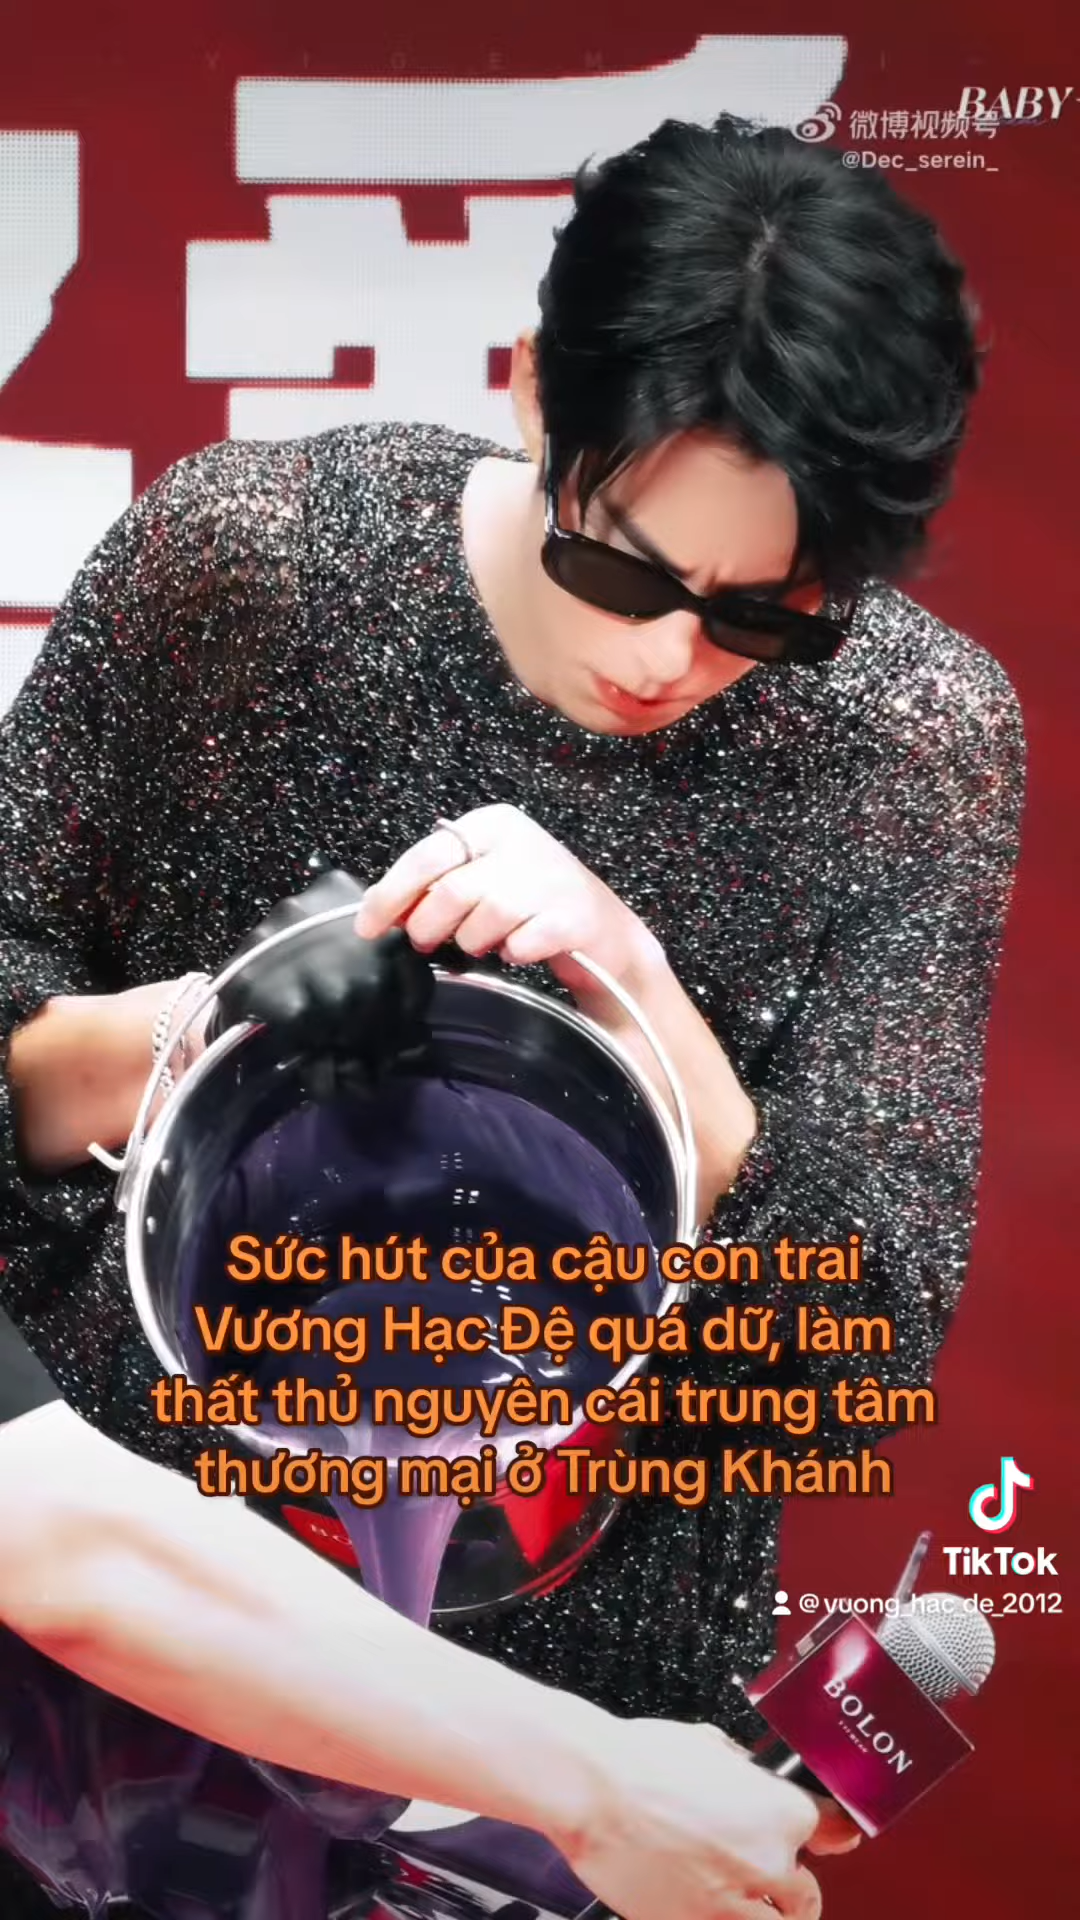 BABY
微博视频号
@Dec_serein_
Sức hút của cậu con trai
Vương Hạc Đệ quá dữ, làm
thất thủ nguyên cái trung tâm
thương mại ở Trùng Khánh
TikTok
@vuong_hac_de_2012
BOLON
EYEWEAR